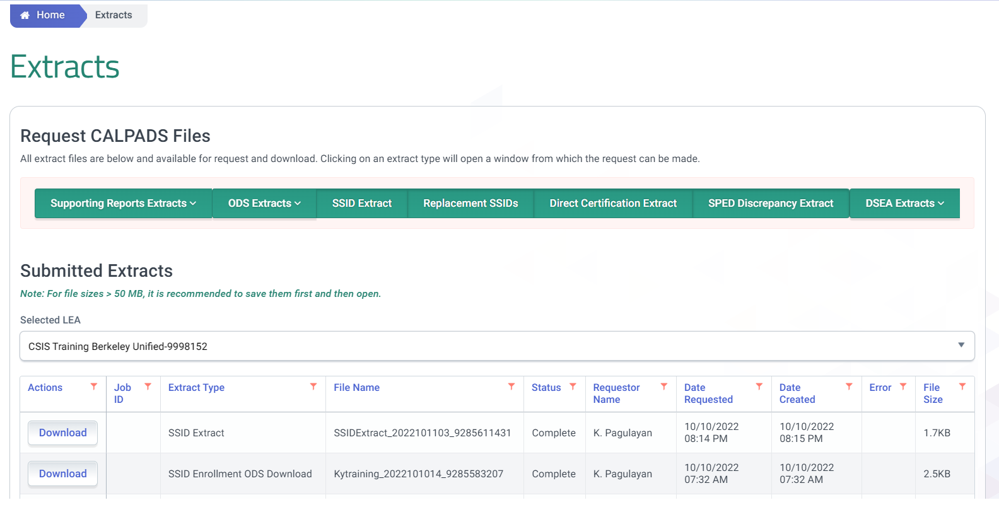 Home Extracts
Extracts
Request CALPADS Files
All extract files are below and available for request and download. Clicking on an extract type will open a window from which the request can be made.
Supporting Reports Extracts ODS Extracts SSID Extract Replacement SSIDs Direct Certification Extract SPED Discrepancy Extract DSEA Extracts
Submitted Extracts
Note: For file sizes > 50 MB, it is recommended to save them first and then open.
Selected LEA
CSIS Training Berkeley Unified-9998152
Actions Job ID Extract Type File Name Status Requestor Name Date Requested Date Created Error File Size
Download SSID Extract SSIDExtract_2022101103_9285611431 Complete K. Pagulayan 10/10/2022 08:14 PM 10/10/2022 08:15 PM 1.7KB
Download SSID Enrollment ODS Download Kytraining_2022101014_9285583207 Complete K. Pagulayan 10/10/2022 07:32 AM 10/10/2022 07:32 AM 2.5KB